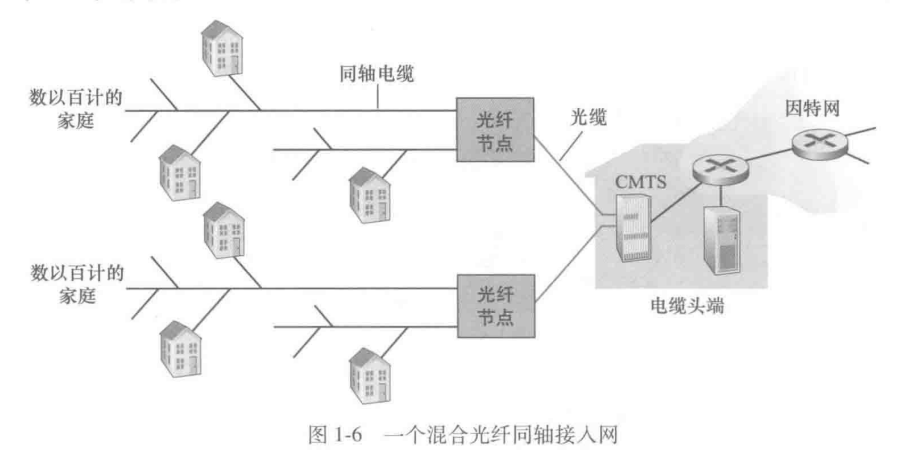 数以百计的
家庭
同轴电缆
光纤
节点
光缆
因特网
CMTS
数以百计的
家庭
光纤
节点
电缆头端
图 1-6 一个混合光纤同轴接入网